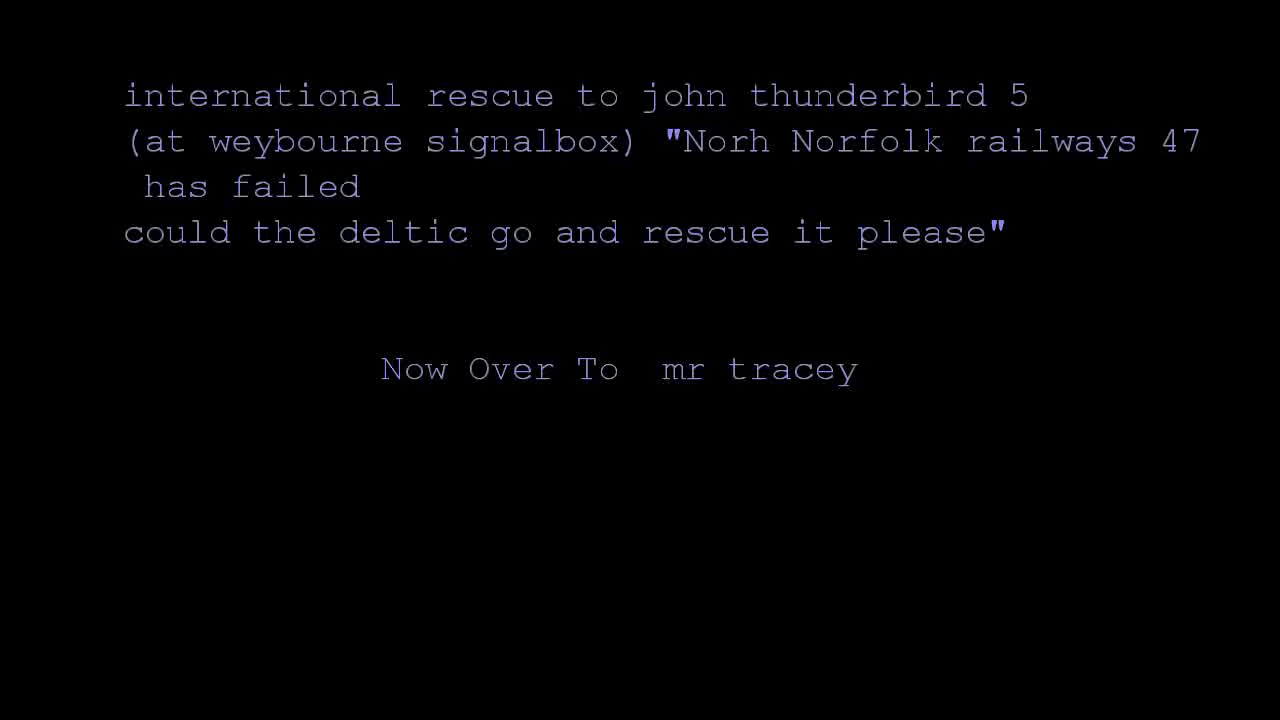 international rescue to john thunderbird 5
(at weybourne signalbox) "Norh Norfolk railways 47
has failed
could the deltic go and rescue it please"
Now Over To mr tracey